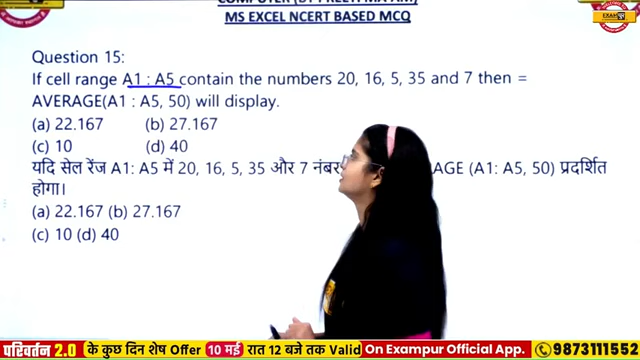 MS EXCEL NCERT BASED MCQ
Question 15:
If cell range A1 : A5 contain the numbers 20, 16, 5, 35 and 7 then =
AVERAGE(A1 : A5, 50) will display.
(a) 22.167 (b) 27.167
(c) 10 (d) 40
यदि सेल रेंज A1: A5 में 20, 16, 5, 35 और 7 नंबर AGE (A1: A5, 50) प्रदर्शित
होगा।
(a) 22.167 (b) 27.167
(c) 10 (d) 40
परिवर्तन 2.0 के कुछ दिन शेष Offer 10 मई रात 12 बजे तक Valid On Exampur Official App. 9873111552